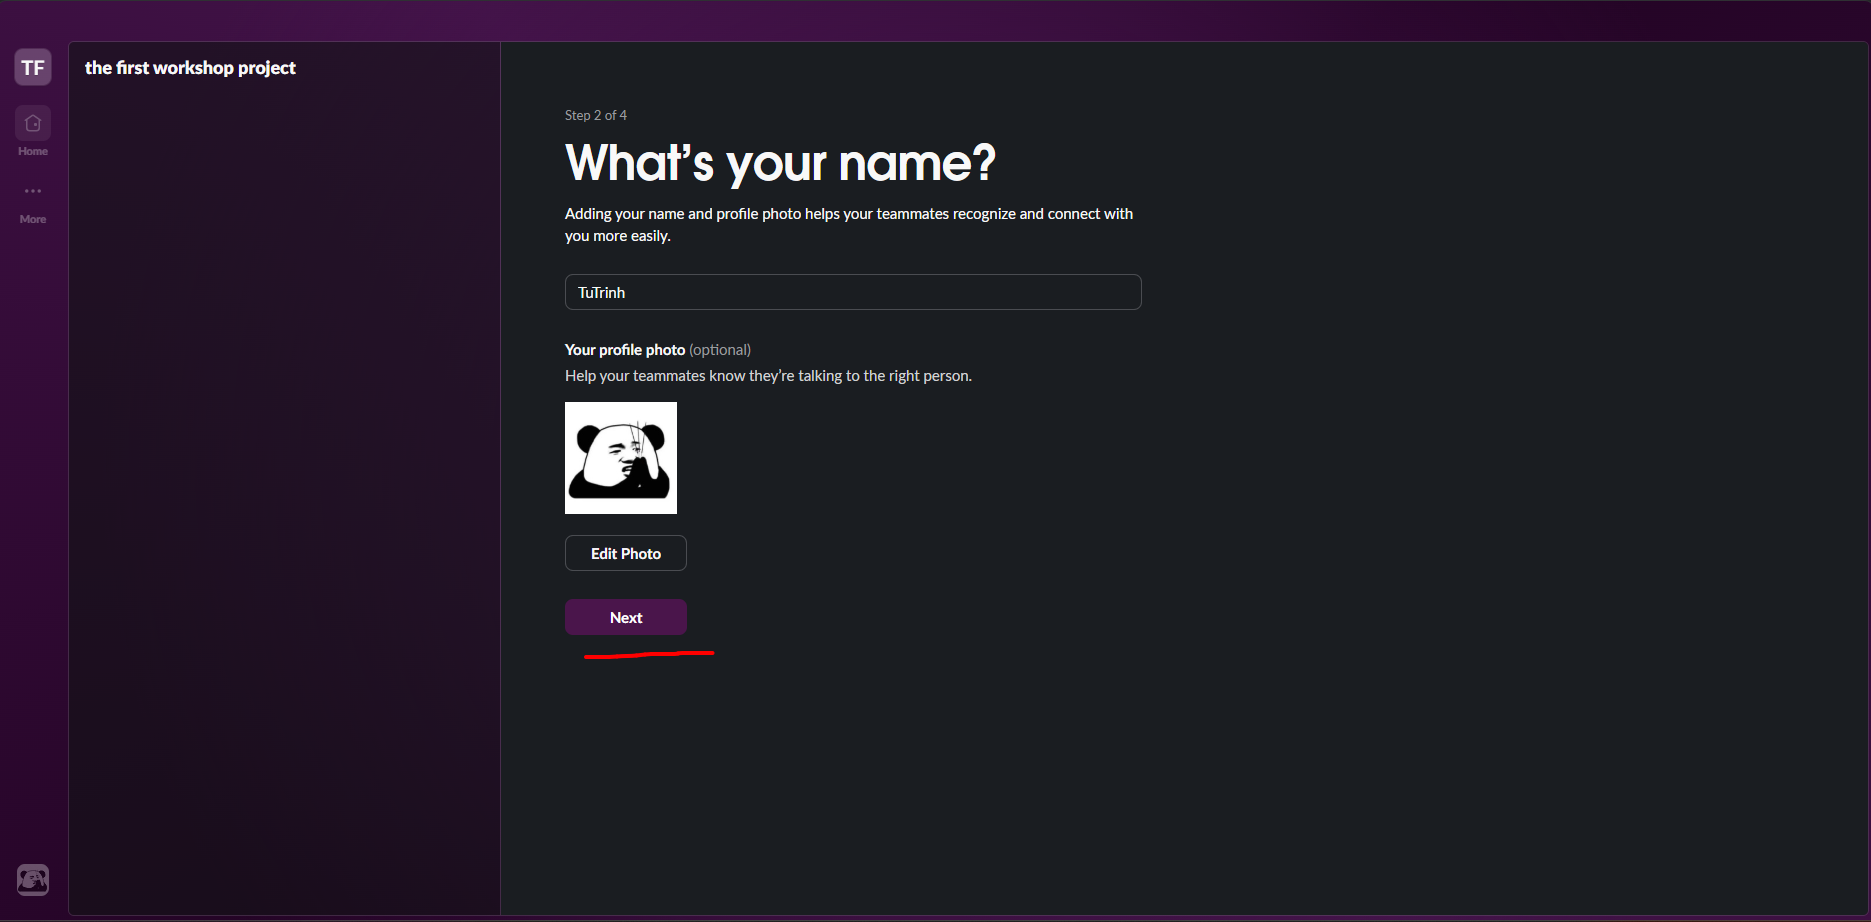 TF
the first workshop project
Home
More
Step 2 of 4
What's your name?
Adding your name and profile photo helps your teammates recognize and connect with
you more easily.
TuTrinh
Your profile photo (optional)
Help your teammates know they're talking to the right person.
Edit Photo
Next